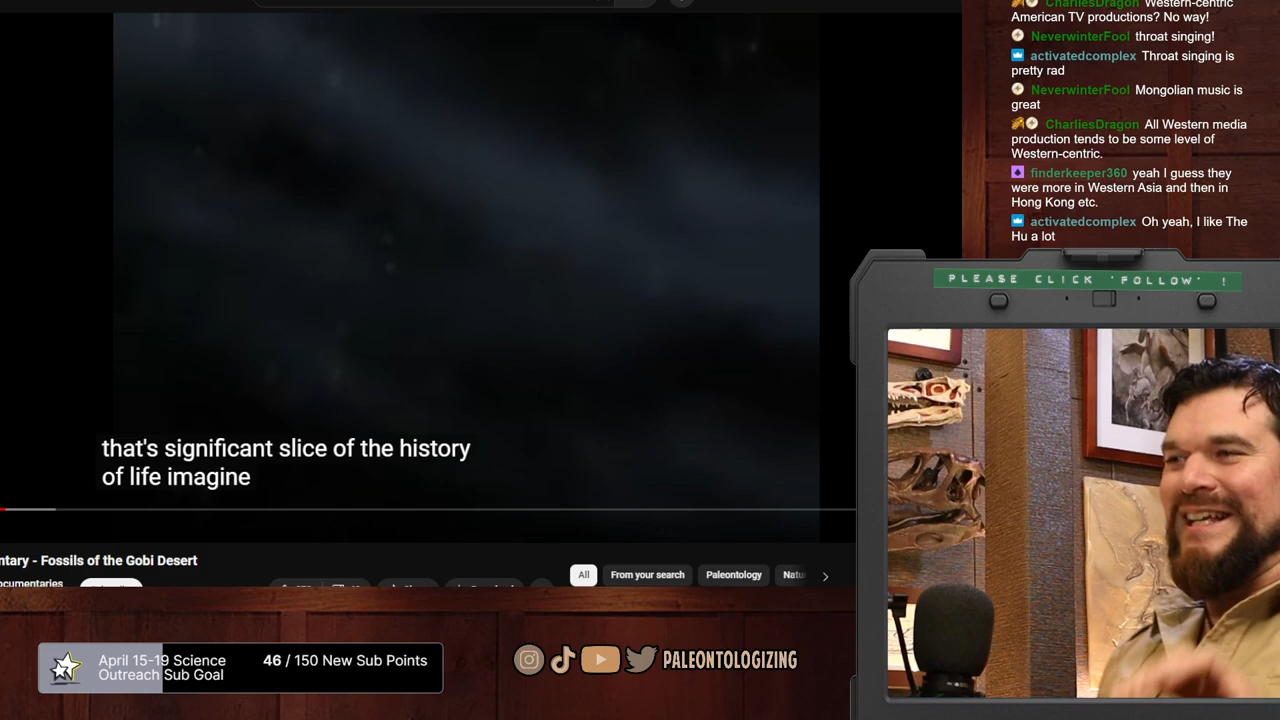 CharliesDragon Western-centric
American TV productions? No way!
NeverwinterFool throat singing!
activatedcomplex Throat singing is
pretty rad
NeverwinterFool Mongolian music is
great
CharliesDragon All Western media
production tends to be some level of
Western-centric.
finderkeeper360 yeah I guess they
were more in Western Asia and then in
Hong Kong etc.
activatedcomplex Oh yeah, I like The
Hu a lot
PLEASE CLICK 'FOLLOW' !
that's significant slice of the history
of life imagine
ntary - Fossils of the Gobi Desert
ocumentaries
All
From your search
Paleontology
Natu
April 15-19 Science
Outreach Sub Goal
46 / 150 New Sub Points
PALEONTOLOGIZING